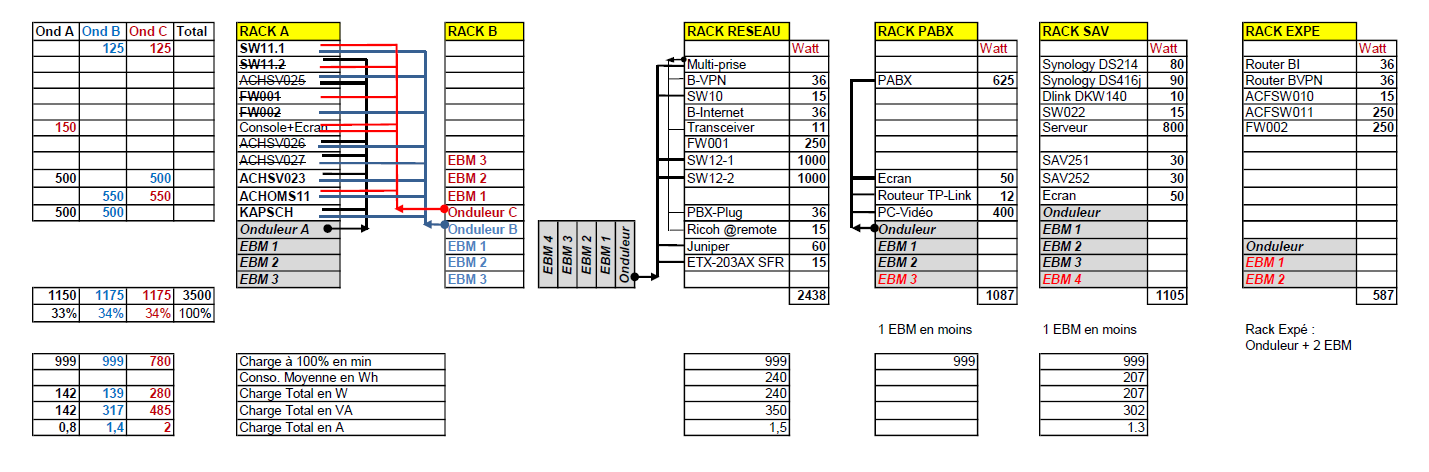 Ond A Ond B Ond C Total RACK A RACK B RACK RESEAU RACK PABX RACK SAV RACK EXPE
125 125 SW11.1 Watt Watt Watt Watt
SW11.2 Multi-prise Synology DS214 80 Router BI 36
ACHSV025 B-VPN 36 PABX 625 Synology DS416j 90 Router BVPN 36
FW001 SW10 15 Dlink DKW140 10 ACFSW010 15
FW002 B-Internet 36 SW022 15 ACFSW011 250
150 Console+Ecran Transceiver 11 Serveur 800 FW002 250
ACHSV026 FW001 250
ACHSV027 EBM 3 SW12-1 1000 SAV251 30
500 500 ACHSV023 EBM 2 SW12-2 1000 Ecran 50 SAV252 30
550 550 ACHOMS11 EBM 1 Routeur TP-Link 12 Ecran 50
500 500 KAPSCH Onduleur C PBX-Plug 36 PC-Vidéo 400 Onduleur
Onduleur A Onduleur B EBM 4 EBM 3 EBM 2 EBM 1 Onduleur Ricoh @remote 15 Onduleur EBM 1
EBM 1 EBM 1 Juniper 60 EBM 1 EBM 2 Onduleur
EBM 2 EBM 2 ETX-203AX SFR 15 EBM 2 EBM 3 EBM 1
EBM 3 EBM 3 EBM 3 EBM 4 EBM 2
1150 1175 1175 3500 2438 1087 1105 587
33% 34% 34% 100%
1 EBM en moins 1 EBM en moins Rack Expé :
Onduleur + 2 EBM
999 999 780 Charge à 100% en min 999 999 999
Conso. Moyenne en Wh 240 207
142 139 280 Charge Total en W 240 207
142 317 485 Charge Total en VA 350 302
0,8 1,4 2 Charge Total en A 1,5 1.3